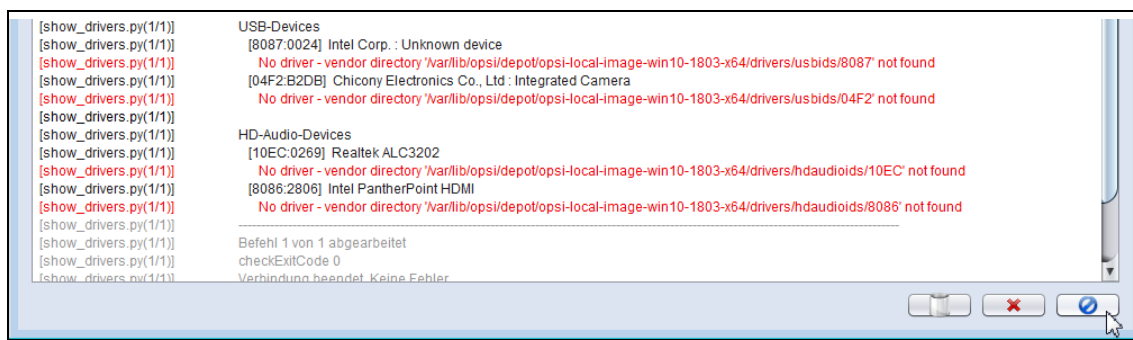 [show_drivers.py(1/1)] USB-Devices
[show_drivers.py(1/1)] [8087:0024] Intel Corp. : Unknown device
[show_drivers.py(1/1)] No driver - vendor directory '/var/lib/opsi/depot/opsi-local-image-win10-1803-x64/drivers/usbids/8087' not found
[show_drivers.py(1/1)] [04F2:B2DB] Chicony Electronics Co., Ltd : Integrated Camera
[show_drivers.py(1/1)] No driver - vendor directory '/var/lib/opsi/depot/opsi-local-image-win10-1803-x64/drivers/usbids/04F2' not found
[show_drivers.py(1/1)]
[show_drivers.py(1/1)] HD-Audio-Devices
[show_drivers.py(1/1)] [10EC:0269] Realtek ALC3202
[show_drivers.py(1/1)] No driver - vendor directory '/var/lib/opsi/depot/opsi-local-image-win10-1803-x64/drivers/hdaudioids/10EC' not found
[show_drivers.py(1/1)] [8086:2806] Intel PantherPoint HDMI
[show_drivers.py(1/1)] No driver - vendor directory '/var/lib/opsi/depot/opsi-local-image-win10-1803-x64/drivers/hdaudioids/8086' not found
[show_drivers.py(1/1)] --------------------------------------------------------------------------------
[show_drivers.py(1/1)] Befehl 1 von 1 abgearbeitet
[show_drivers.py(1/1)] checkExitCode 0
[show_drivers.py(1/1)] Verbindung beendet. Keine Fehler